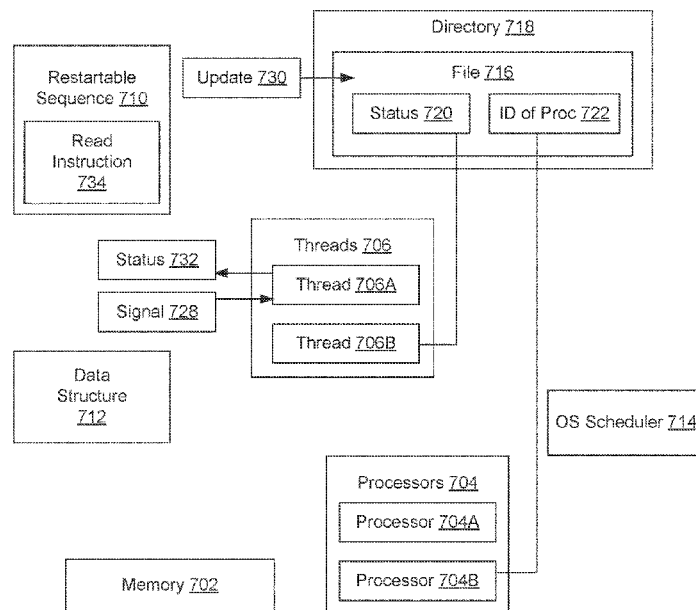 Directory 718
File 716
Status 720
ID of Proc 722
Update 730
Restartable
Sequence 710
Read
Instruction
734
Threads 706
Thread 706A
Thread 706B
Status 732
Signal 728
Data
Structure
712
OS Scheduler 714
Processors 704
Processor 704A
Processor 704B
Memory 702